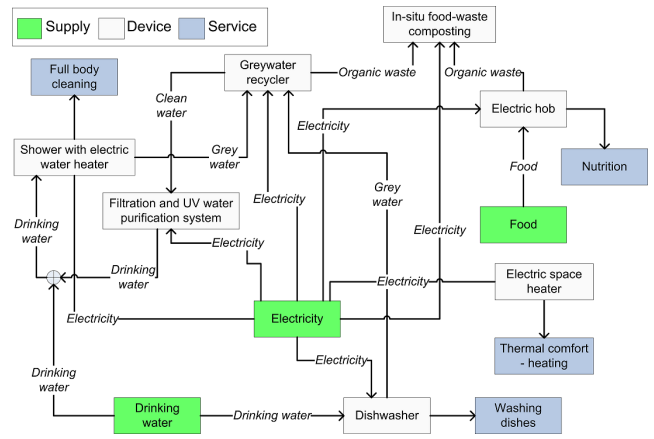 Supply
Device
Service
In-situ food-waste
composting
Full body
cleaning
Greywater
recycler
Organic waste
Organic waste
Clean
water
Electric hob
Electricity
Shower with electric
water heater
Grey
water
Food
Nutrition
Grey
water
Electricity
Filtration and UV water
purification system
Drinking
water
Food
Electricity
Electricity
Drinking
water
Electricity
Electric space
heater
Electricity
Electricity
Thermal comfort
- heating
Electricity
Drinking
water
Drinking
water
Drinking water
Dishwasher
Washing
dishes